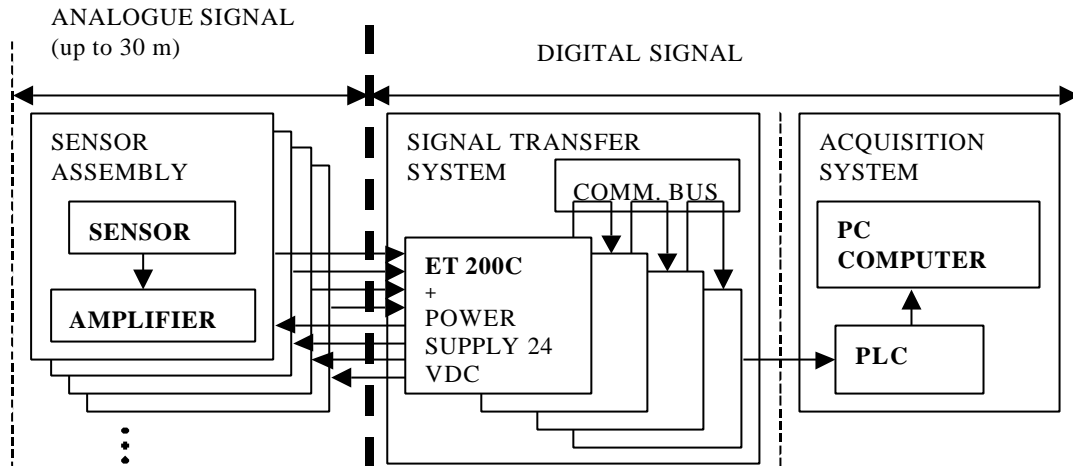 ANALOGUE SIGNAL
(up to 30 m)
DIGITAL SIGNAL
SENSOR
ASSEMBLY
SENSOR
AMPLIFIER
SIGNAL TRANSFER
SYSTEM
COMM. BUS
ET 200C
+
POWER
SUPPLY 24
VDC
ACQUISITION
SYSTEM
PC
COMPUTER
PLC